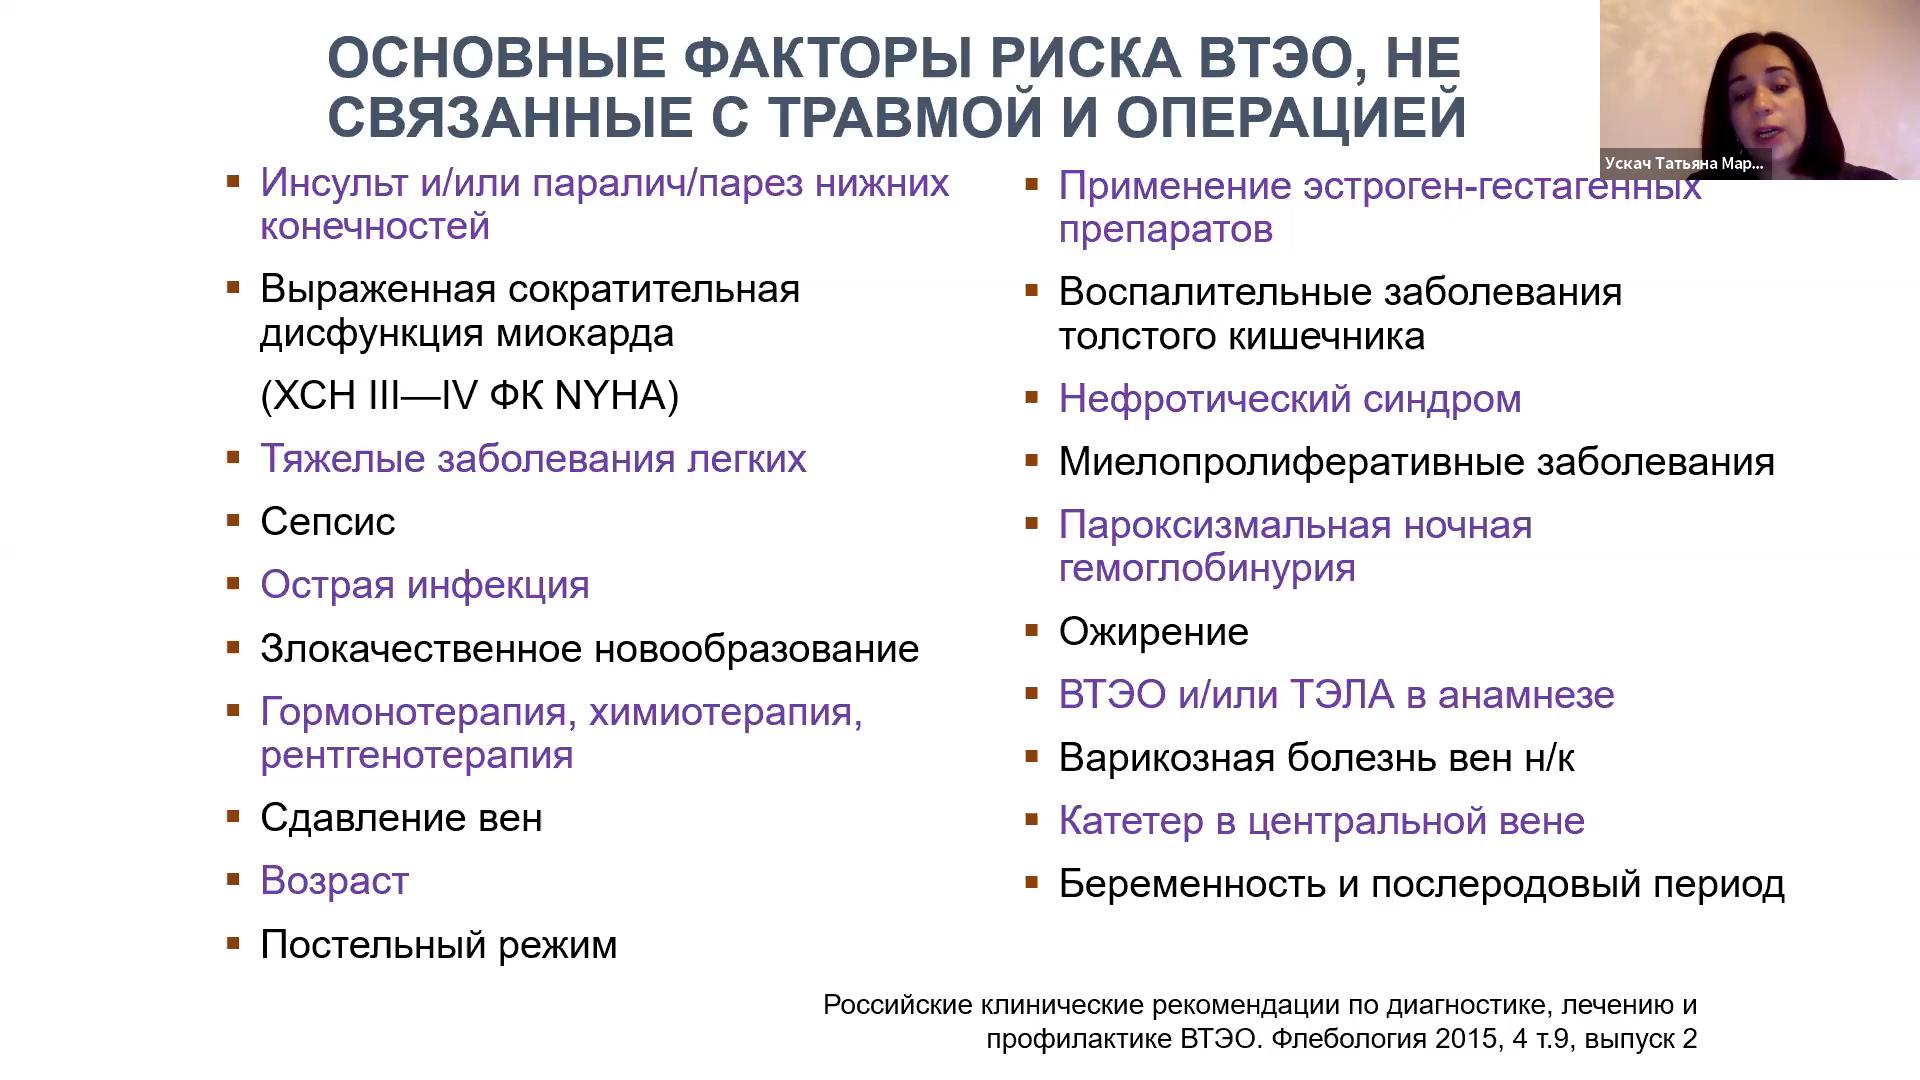 ОСНОВНЫЕ ФАКТОРЫ РИСКА ВТЭО, НЕ
СВЯЗАННЫЕ С ТРАВМОЙ И ОПЕРАЦИЕЙ
Ускач Татьяна Мар...
▪ Инсульт и/или паралич/парез нижних
конечностей
▪ Выраженная сократительная
дисфункция миокарда
(ХСН III—IV ФК NYHA)
▪ Тяжелые заболевания легких
▪ Сепсис
▪ Острая инфекция
▪ Злокачественное новообразование
▪ Гормонотерапия, химиотерапия,
рентгенотерапия
▪ Сдавление вен
▪ Возраст
▪ Постельный режим
▪ Применение эстроген-гестагенных
препаратов
▪ Воспалительные заболевания
толстого кишечника
▪ Нефротический синдром
▪ Миелопролиферативные заболевания
▪ Пароксизмальная ночная
гемоглобинурия
▪ Ожирение
▪ ВТЭО и/или ТЭЛА в анамнезе
▪ Варикозная болезнь вен н/к
▪ Катетер в центральной вене
▪ Беременность и послеродовый период
Российские клинические рекомендации по диагностике, лечению и
профилактике ВТЭО. Флебология 2015, 4 т.9, выпуск 2